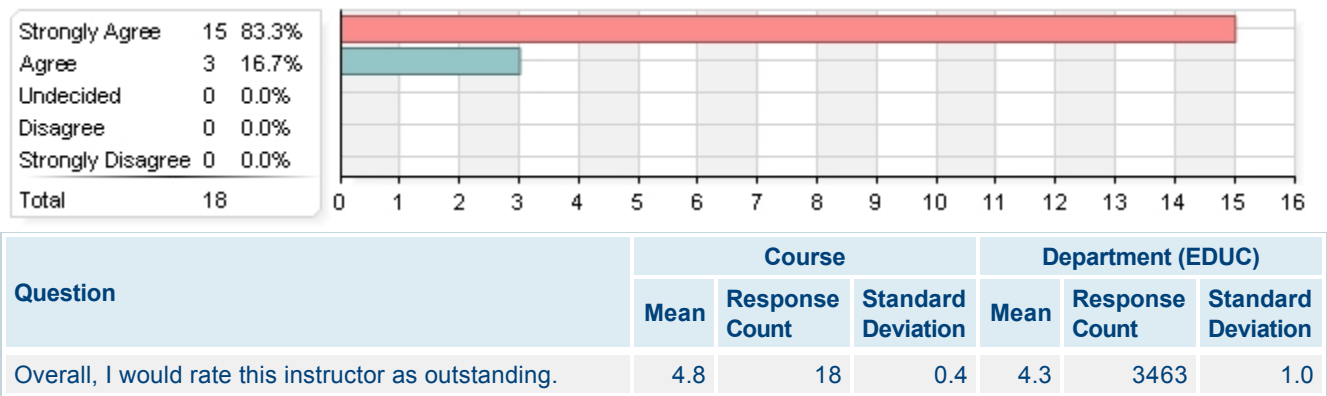 Strongly Agree 15 83.3%
Agree 3 16.7%
Undecided 0 0.0%
Disagree 0 0.0%
Strongly Disagree 0 0.0%
Total 18
0 1 2 3 4 5 6 7 8 9 10 11 12 13 14 15 16
Course Department (EDUC)
Question Mean Response Count Standard Deviation Mean Response Count Standard Deviation
Overall, I would rate this instructor as outstanding. 4.8 18 0.4 4.3 3463 1.0